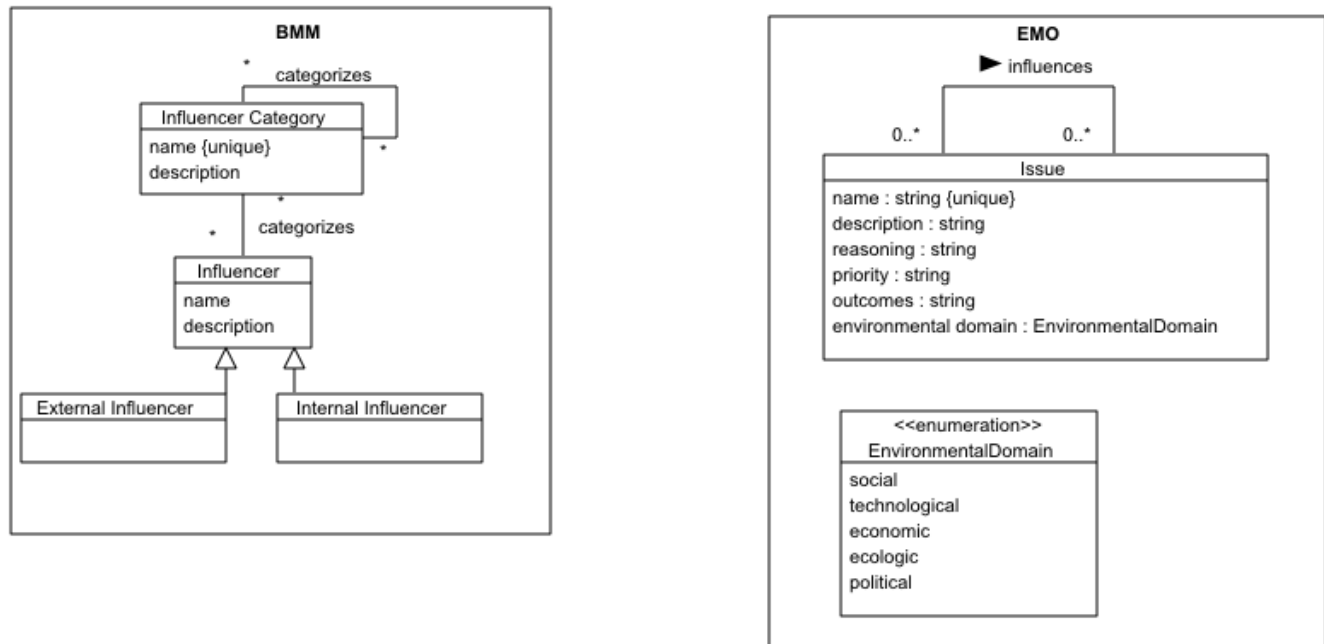 BMM
*
categorizes
Influencer Category
name {unique}
description
*
*
categorizes
*
Influencer
name
description
External Influencer
Internal Influencer
EMO
▶ influences
0..*
0..*
Issue
name : string {unique}
description : string
reasoning : string
priority : string
outcomes : string
environmental domain : EnvironmentalDomain
<<enumeration>>
EnvironmentalDomain
social
technological
economic
ecologic
political